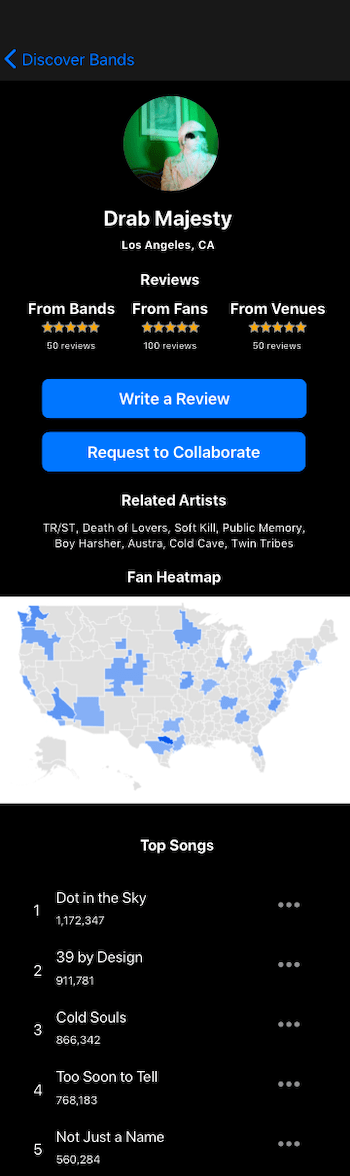 Discover Bands
Drab Majesty
Los Angeles, CA
Reviews
From Bands From Fans From Venues
50 reviews 100 reviews 50 reviews
Write a Review
Request to Collaborate
Related Artists
TR/ST, Death of Lovers, Soft Kill, Public Memory,
Boy Harsher, Austra, Cold Cave, Twin Tribes
Fan Heatmap
Top Songs
1 Dot in the Sky
1,172,347
2 39 by Design
911,781
3 Cold Souls
866,342
4 Too Soon to Tell
768,183
5 Not Just a Name
560,284